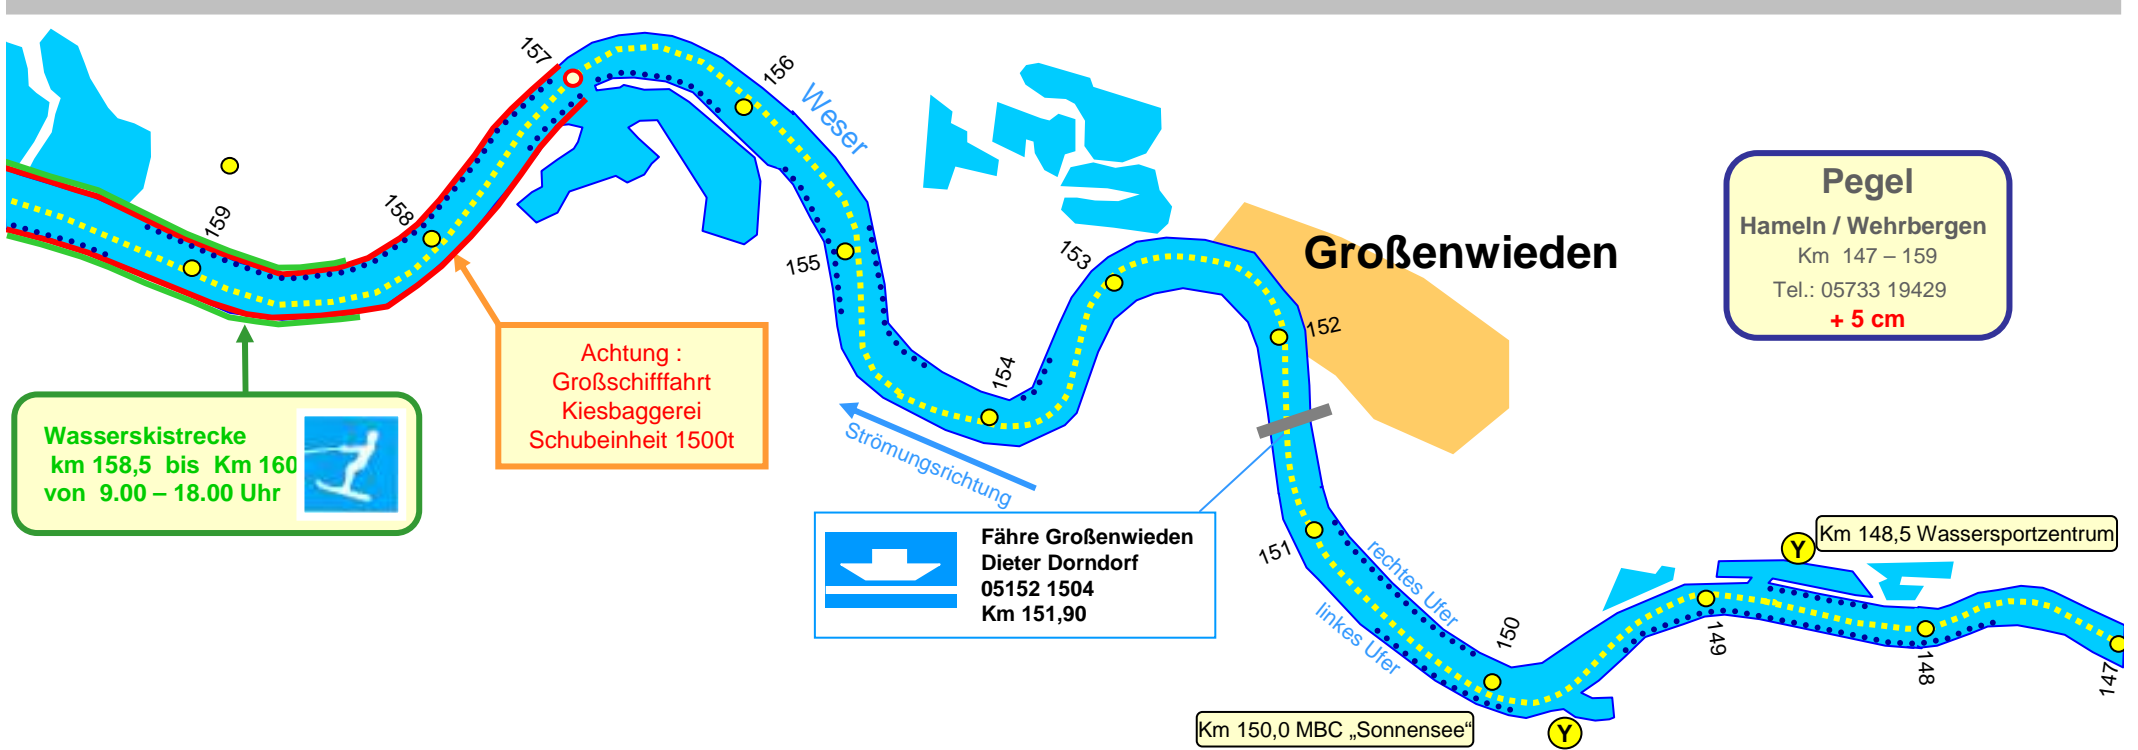 157
156
Weser
159
158
155
153
Großenwieden
152
154
Pegel
Hameln / Wehrbergen
Km 147 – 159
Tel.: 05733 19429
+ 5 cm
Achtung :
Großschifffahrt
Kiesbaggerei
Schubeinheit 1500t
Wasserskistrecke
km 158,5 bis Km 160
von 9.00 – 18.00 Uhr
Strömungsrichtung
Fähre Großenwieden
Dieter Dorndorf
05152 1504
Km 151,90
151
rechtes Ufer
linkes Ufer
150
Y
Km 148,5 Wassersportzentrum
149
148
147
Km 150,0 MBC „Sonnensee“
Y